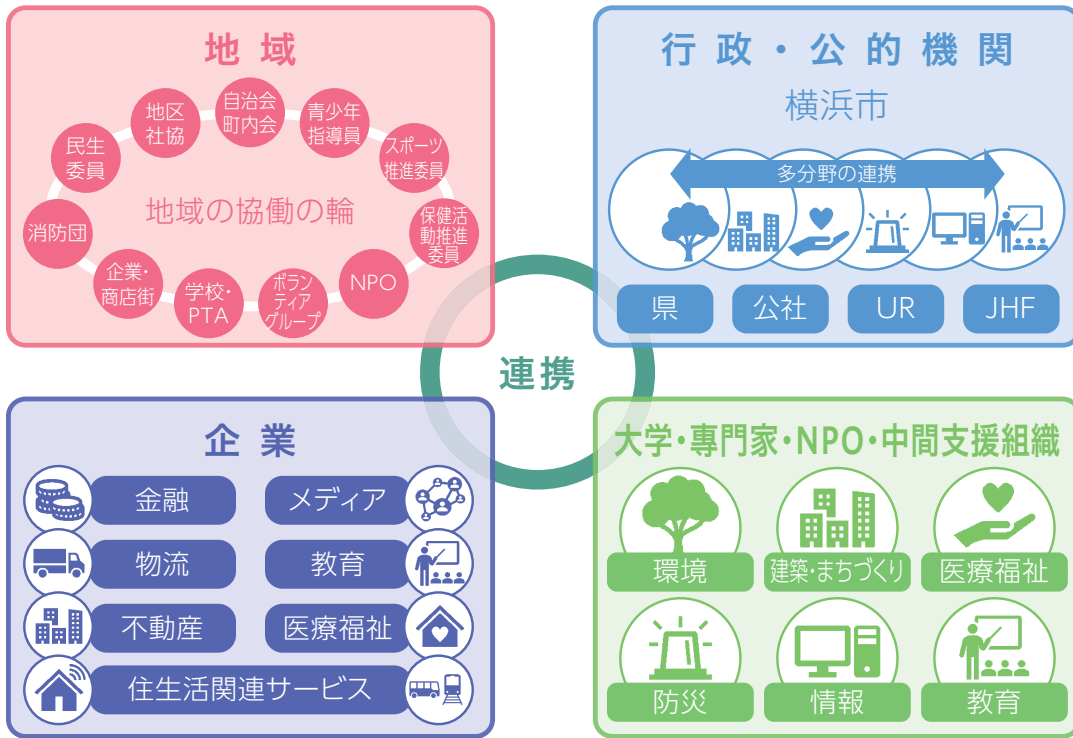 地域
自治会
町内会
青少年
指導員
スポーツ
推進委員
保健活
動推進
委員
NPO
ボラン
ティア
グループ
学校・
PTA
企業・
商店街
消防団
民生
委員
地区
社協
地域の協働の輪
行政・公的機関
横浜市
多分野の連携
県
公社
UR
JHF
連携
企業
金融
メディア
物流
教育
不動産
医療福祉
住生活関連サービス
大学・専門家・NPO・中間支援組織
環境
建築・まちづくり
医療福祉
防災
情報
教育